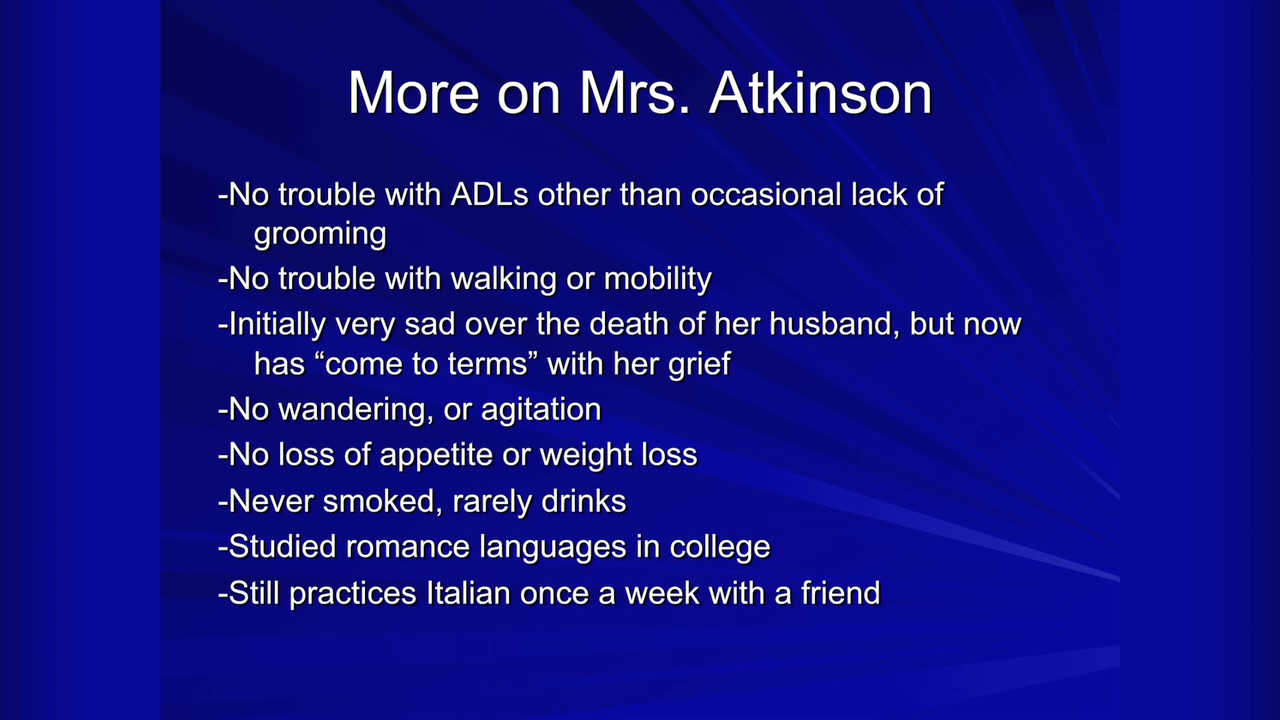 More on Mrs. Atkinson
-No trouble with ADLs other than occasional lack of
grooming
-No trouble with walking or mobility
-Initially very sad over the death of her husband, but now
has “come to terms” with her grief
-No wandering, or agitation
-No loss of appetite or weight loss
-Never smoked, rarely drinks
-Studied romance languages in college
-Still practices Italian once a week with a friend